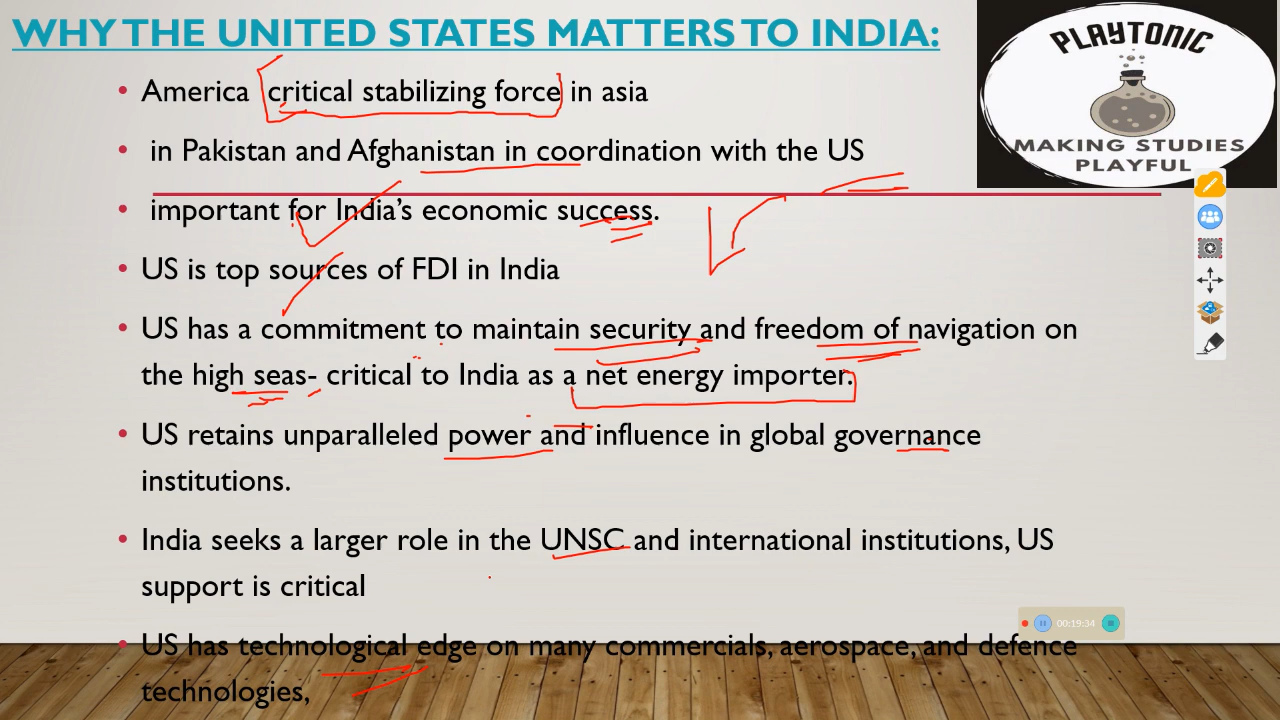 WHY THE UNITED STATES MATTERS TO INDIA:
PLAYTONIC
MAKING STUDIES
PLAYFUL
• America critical stabilizing force in asia
• in Pakistan and Afghanistan in coordination with the US
• important for India's economic success.
• US is top sources of FDI in India
• US has a commitment to maintain security and freedom of navigation on
the high seas- critical to India as a net energy importer.
• US retains unparalleled power and influence in global governance
institutions.
• India seeks a larger role in the UNSC and international institutions, US
support is critical
00:19:34
• US has technological edge on many commercials, aerospace, and defence
technologies,